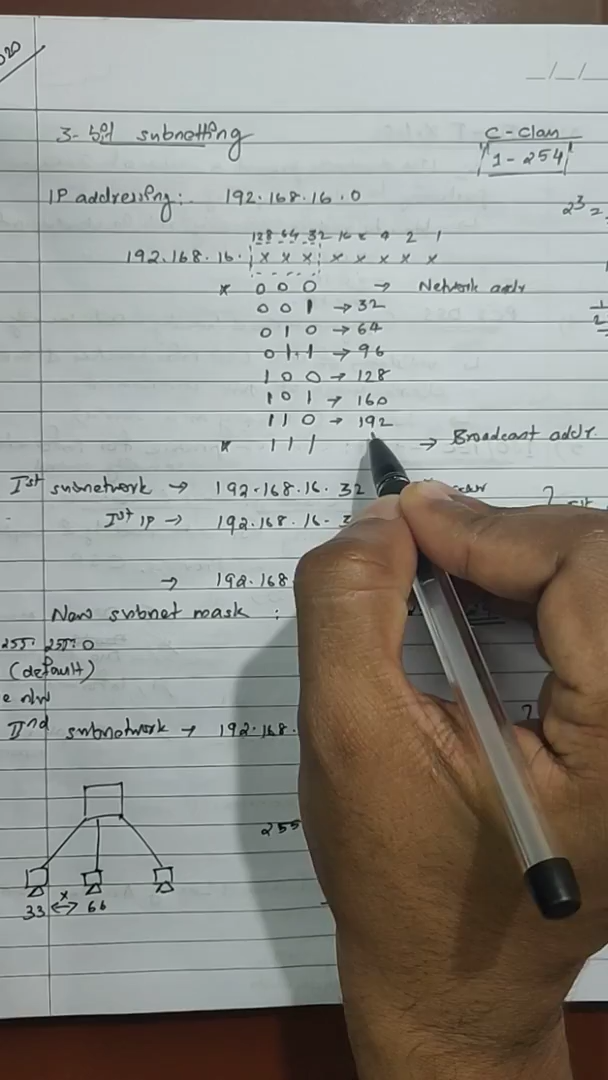 020
_/_/_
3-bit subnetting
C-Class
1-254
IP addressing: 192.168.16.0
2³ =
128 64 32 16 8 4 2 1
192.168.16. x x x x x x x x
* 0 0 0 → Network addr
0 0 1 → 32
0 1 0 → 64
0 1 1 → 96
1 0 0 → 128
1 0 1 → 160
1 1 0 → 192
* 1 1 1 → Broadcast addr.
Ist subnetwork → 192.168.16.32
Ist IP → 192.168.16.3
→ 192.168.
New subnet mask :
255. 255.0
(default)
e n/w
IInd subnetwork → 192.168.
255
x
33 ↔ 66